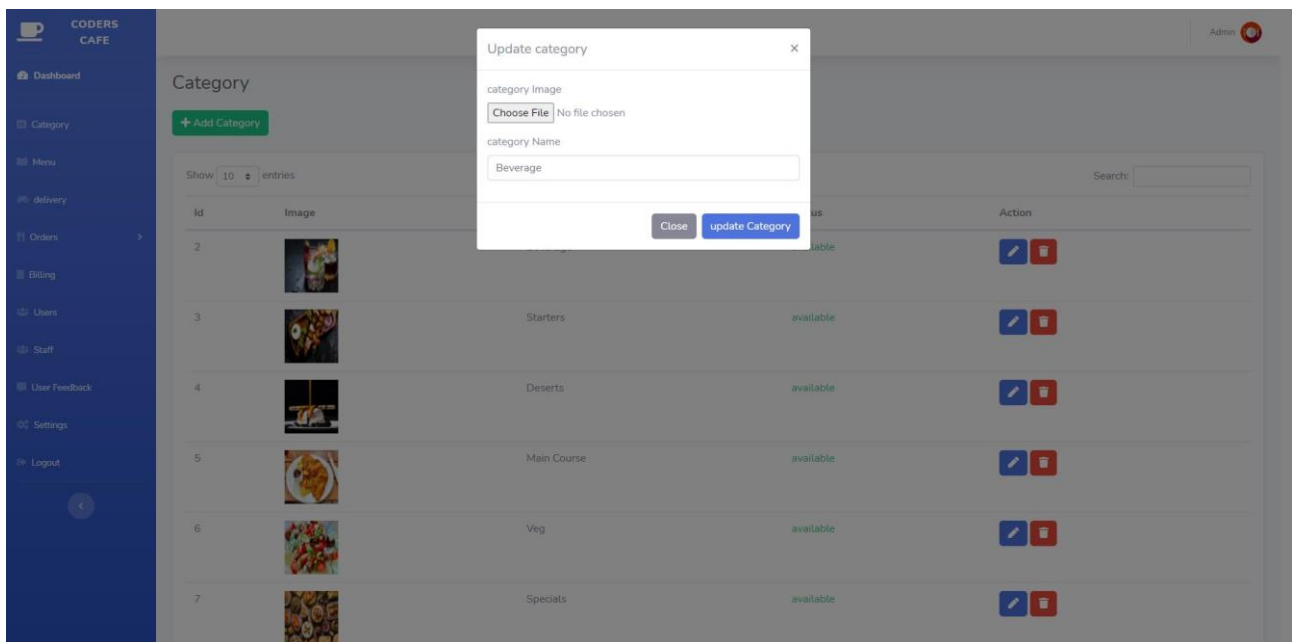 CODERS
CAFE
Admin
Dashboard
Category
Menu
delivery
Orders
Billing
Users
Staff
User Feedback
Settings
Logout
Category
+ Add Category
Show 10 entries
Search:
Id Image us Action
2 lable
3 Starters available
4 Deserts available
5 Main Course available
6 Veg available
7 Specials available
Update category ×
category Image
Choose File No file chosen
category Name
Beverage
Close update Category